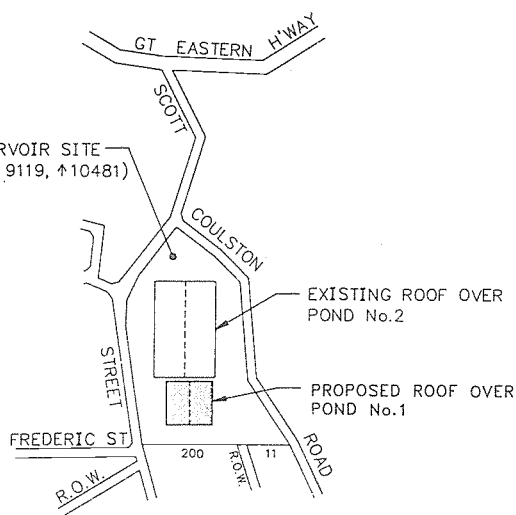 GT EASTERN H'WAY
SCOTT
RVOIR SITE
9119, ↑10481)
COULSTON
EXISTING ROOF OVER
POND No.2
STREET
PROPOSED ROOF OVER
POND No.1
FREDERIC ST
200
R.O.W.
11
ROAD
R.O.W.